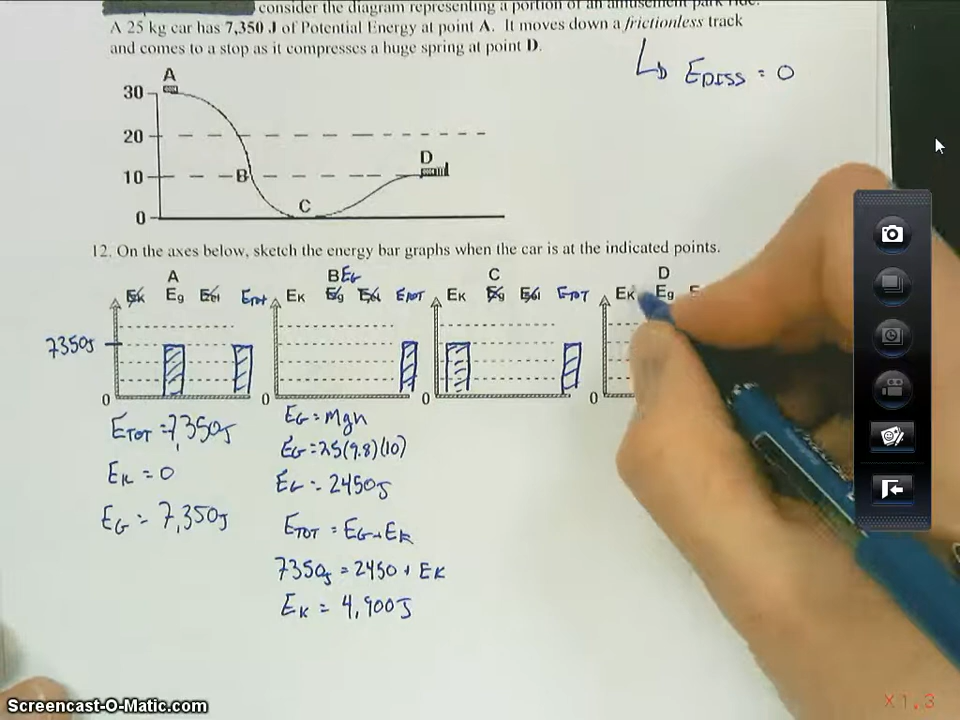 consider the diagram representing a portion of an amusement park ride.
A 25 kg car has 7,350 J of Potential Energy at point A. It moves down a frictionless track
and comes to a stop as it compresses a huge spring at point D.
EDISS = 0
A
30
20
D
10
B
C
0
12. On the axes below, sketch the energy bar graphs when the car is at the indicated points.
A B EG C D
Ek Eg Eel ETOT EK Eg Eel ETOT EK Eg Eel ETOT EK Eg
7350J
0 0 0 0
ETOT = 7,350J
EK = 0
EG = 7,350J
EG = mgh
EG = 25(9.8)(10)
EG = 2450J
ETOT = EG + EK
7350J = 2450 + EK
EK = 4,900J
Screencast-O-Matic.com
X1.3